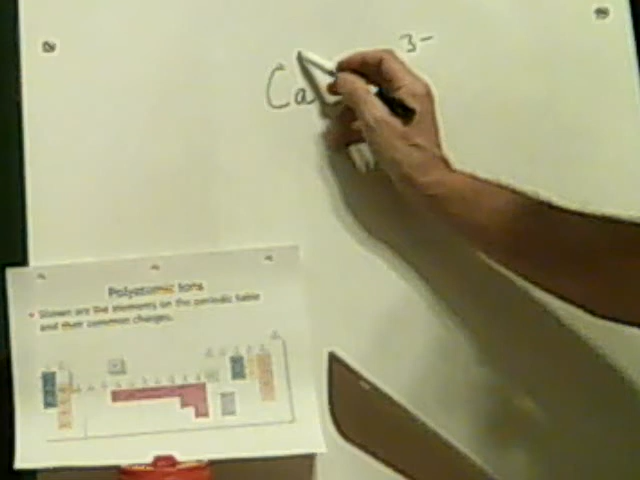 3-
Ca
Polyatomic Ions
• Shown are the elements on the periodic table
and their common charges.